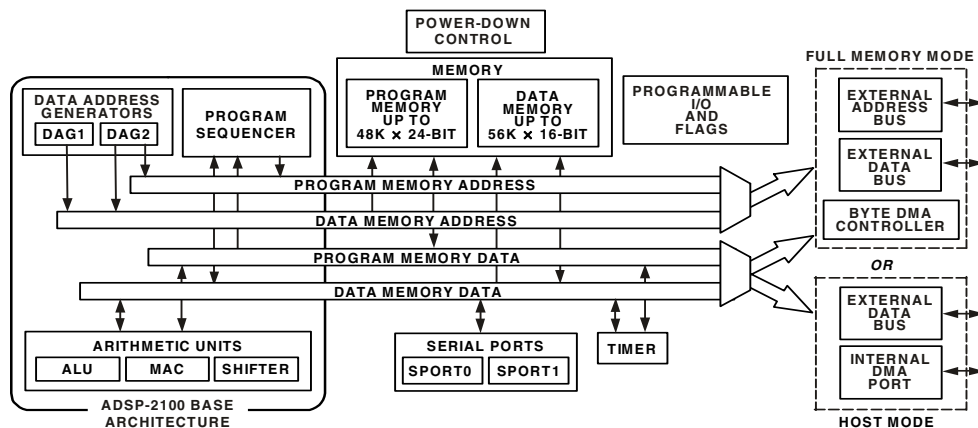 POWER-DOWN
CONTROL
FULL MEMORY MODE
MEMORY
DATA ADDRESS
GENERATORS
DAG1
DAG2
PROGRAM
SEQUENCER
PROGRAM
MEMORY
UP TO
48K × 24-BIT
DATA
MEMORY
UP TO
56K × 16-BIT
PROGRAMMABLE
I/O
AND
FLAGS
EXTERNAL
ADDRESS
BUS
EXTERNAL
DATA
BUS
BYTE DMA
CONTROLLER
PROGRAM MEMORY ADDRESS
DATA MEMORY ADDRESS
PROGRAM MEMORY DATA
DATA MEMORY DATA
OR
EXTERNAL
DATA
BUS
INTERNAL
DMA
PORT
HOST MODE
ARITHMETIC UNITS
ALU
MAC
SHIFTER
SERIAL PORTS
SPORT0
SPORT1
TIMER
ADSP-2100 BASE
ARCHITECTURE